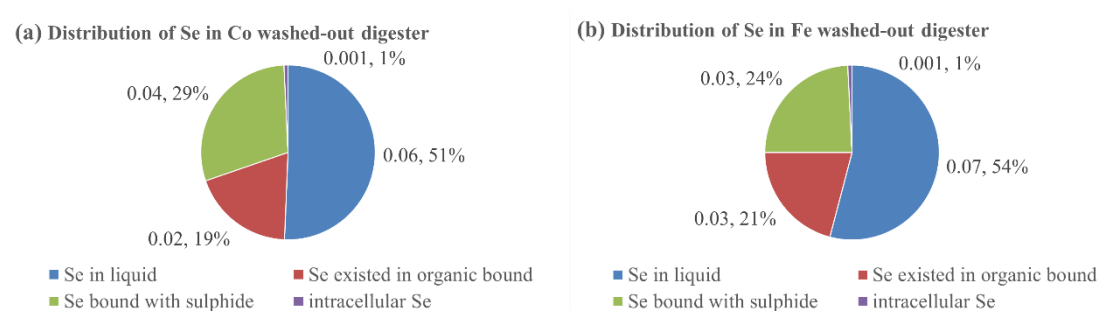 (a) Distribution of Se in Co washed-out digester
0.001, 1%
0.04, 29%
0.06, 51%
0.02, 19%
Se in liquid
Se existed in organic bound
Se bound with sulphide
intracellular Se
(b) Distribution of Se in Fe washed-out digester
0.001, 1%
0.03, 24%
0.07, 54%
0.03, 21%
Se in liquid
Se existed in organic bound
Se bound with sulphide
intracellular Se